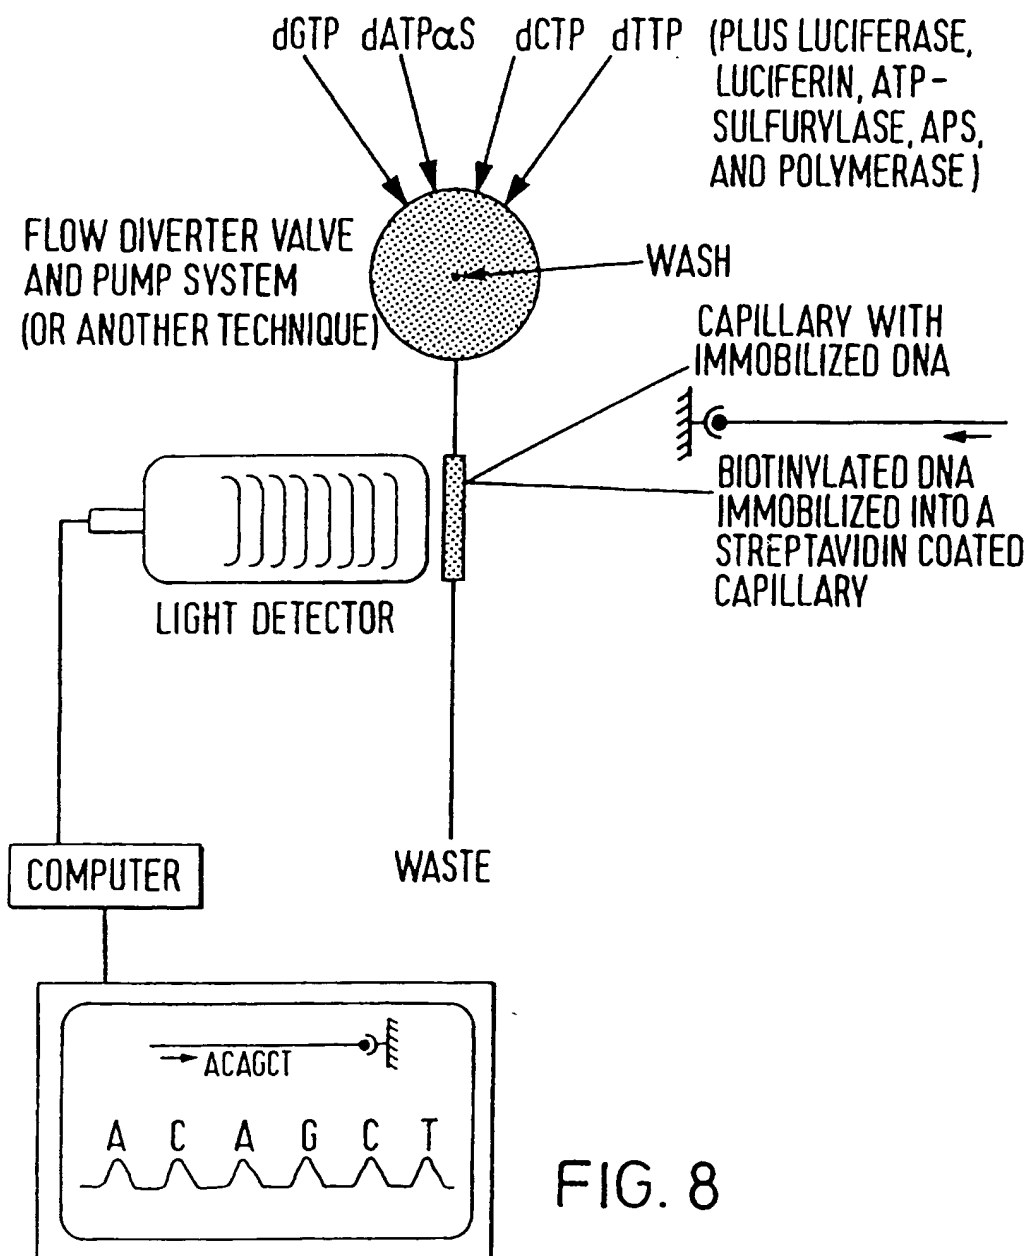 dGTP dATPαS dCTP dTTP (PLUS LUCIFERASE,
LUCIFERIN, ATP-
SULFURYLASE, APS,
AND POLYMERASE)
FLOW DIVERTER VALVE
AND PUMP SYSTEM
(OR ANOTHER TECHNIQUE)
WASH
CAPILLARY WITH
IMMOBILIZED DNA
BIOTINYLATED DNA
IMMOBILIZED INTO A
STREPTAVIDIN COATED
CAPILLARY
LIGHT DETECTOR
WASTE
COMPUTER
ACAGCT
A C A G C T
FIG. 8